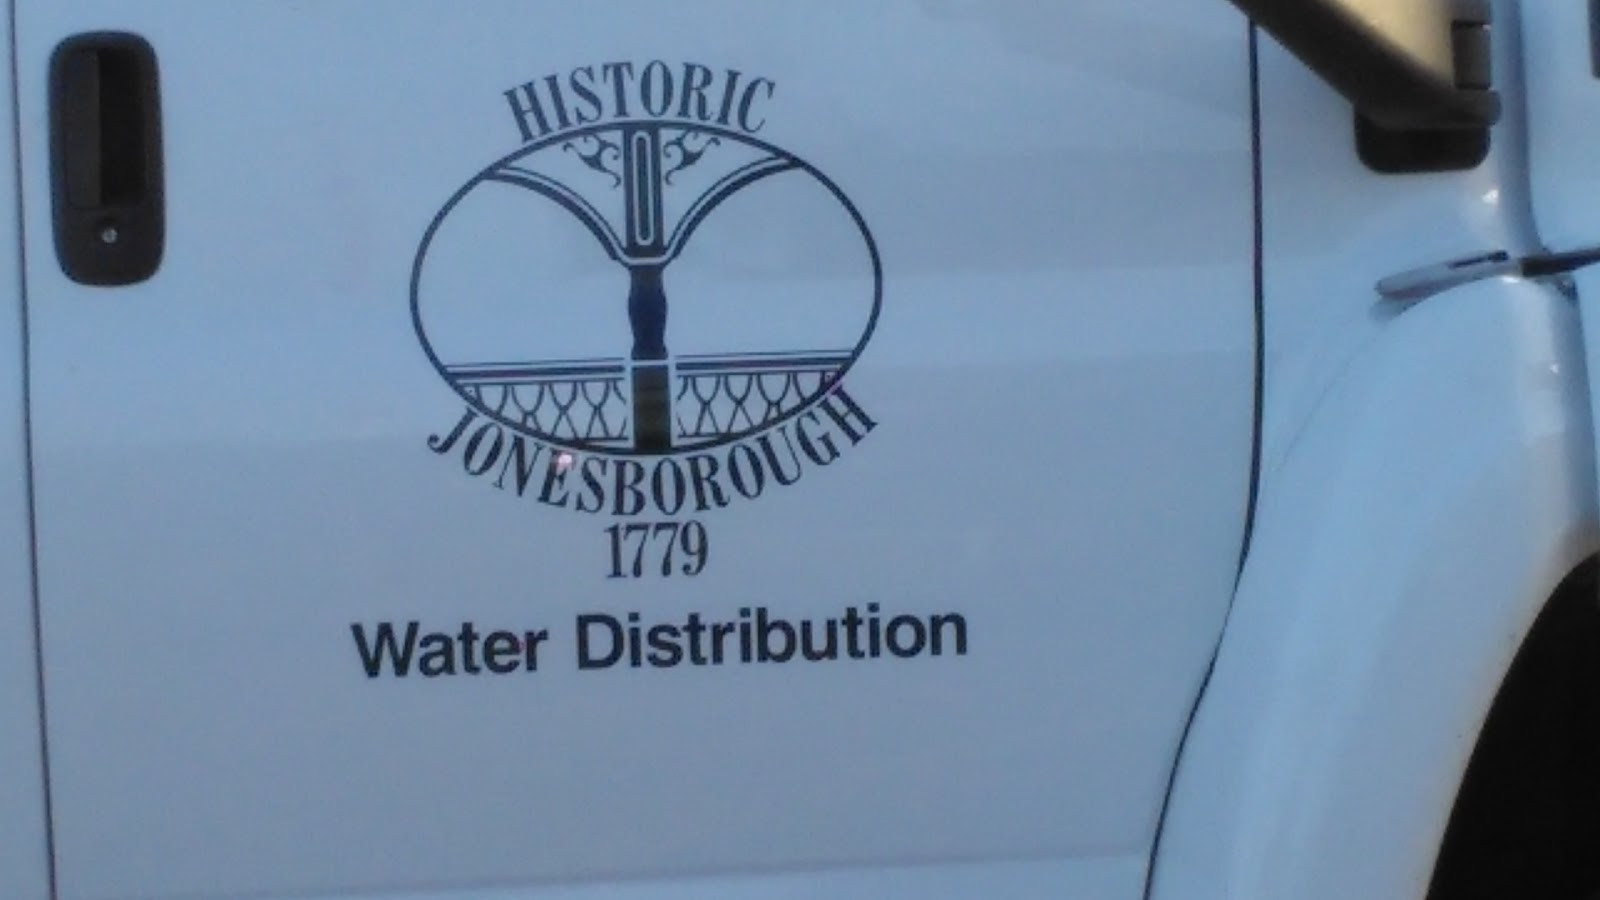 HISTORIC
JONESBOROUGH
1779
Water Distribution